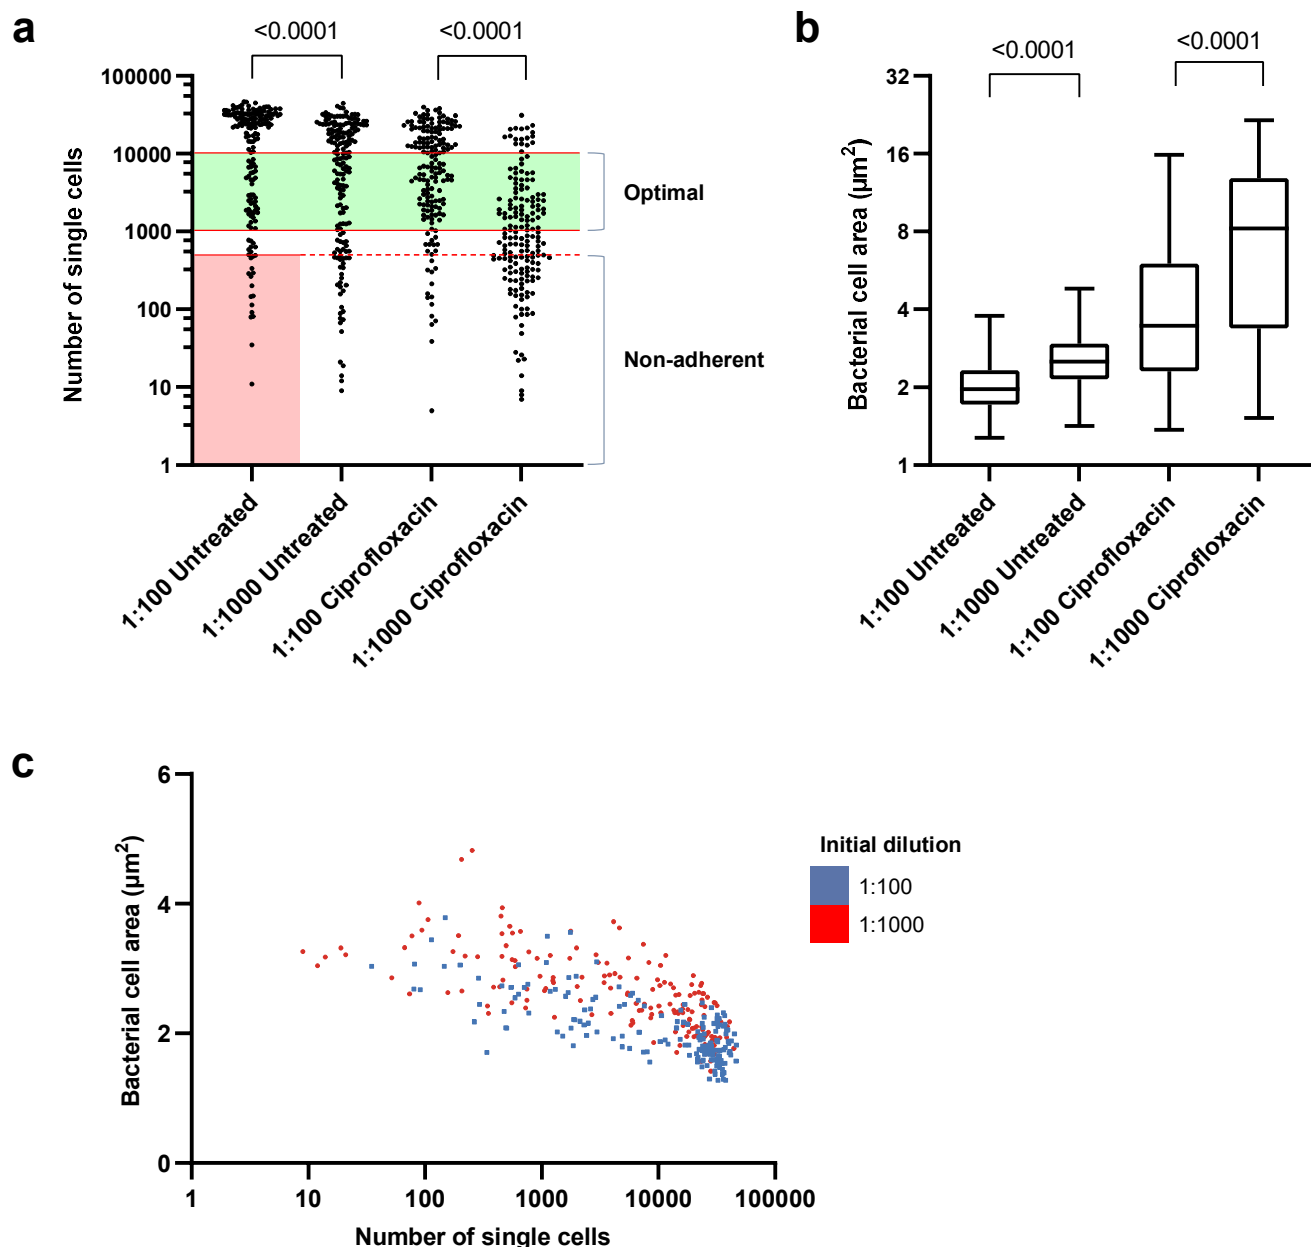 a
<0.0001
<0.0001
100000
10000
1000
100
10
1
Number of single cells
Optimal
Non-adherent
1:100 Untreated
1:1000 Untreated
1:100 Ciprofloxacin
1:1000 Ciprofloxacin
b
<0.0001
<0.0001
32
16
8
4
2
1
Bacterial cell area (µm²)
1:100 Untreated
1:1000 Untreated
1:100 Ciprofloxacin
1:1000 Ciprofloxacin
c
6
4
2
0
Bacterial cell area (µm²)
1
10
100
1000
10000
100000
Number of single cells
Initial dilution
1:100
1:1000